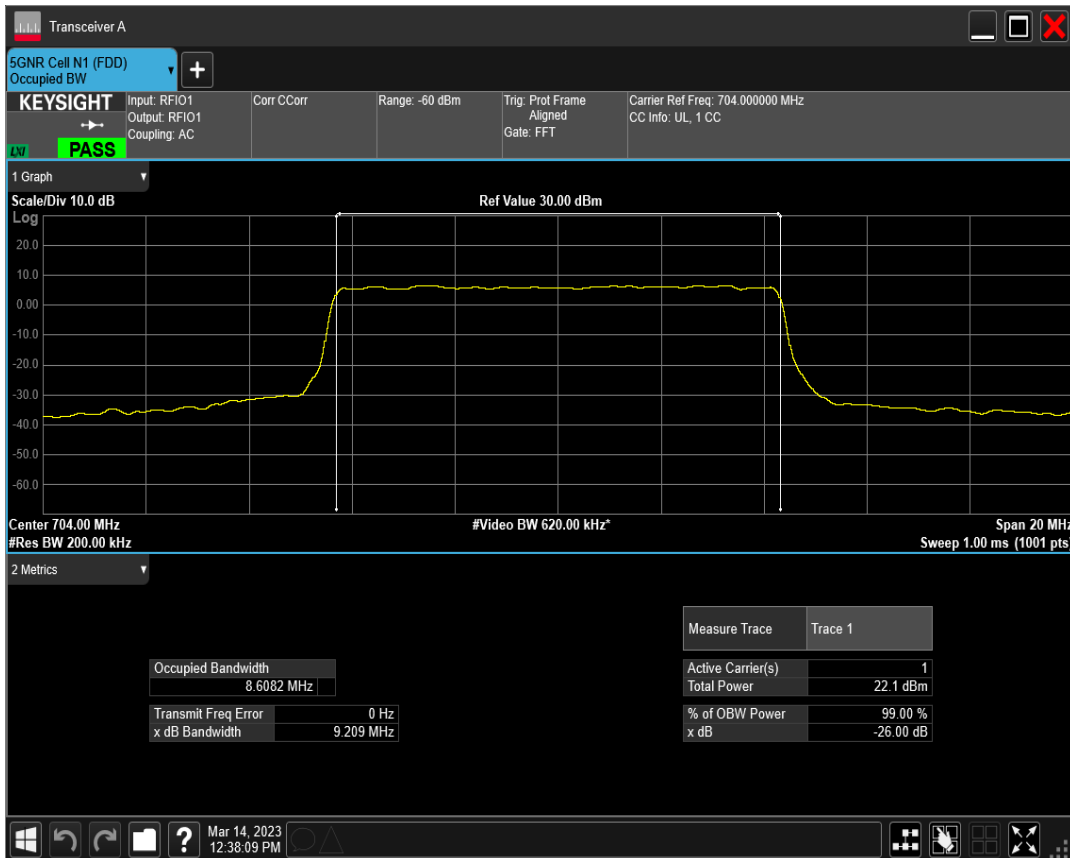 Transceiver A
5GNR Cell N1 (FDD)
Occupied BW
+
KEYSIGHT
LXI
PASS
Input: RFIO1
Output: RFIO1
Coupling: AC
Corr CCorr
Range: -60 dBm
Trig: Prot Frame
Aligned
Gate: FFT
Carrier Ref Freq: 704.000000 MHz
CC Info: UL, 1 CC
1 Graph
Scale/Div 10.0 dB
Ref Value 30.00 dBm
Log
20.0
10.0
0.00
-10.0
-20.0
-30.0
-40.0
-50.0
-60.0
Center 704.00 MHz
#Video BW 620.00 kHz*
Span 20 MHz
#Res BW 200.00 kHz
Sweep 1.00 ms (1001 pts)
2 Metrics
Measure Trace Trace 1
Occupied Bandwidth
8.6082 MHz
Active Carrier(s) 1
Total Power 22.1 dBm
Transmit Freq Error 0 Hz
x dB Bandwidth 9.209 MHz
% of OBW Power 99.00 %
x dB -26.00 dB
?
Mar 14, 2023
12:38:09 PM